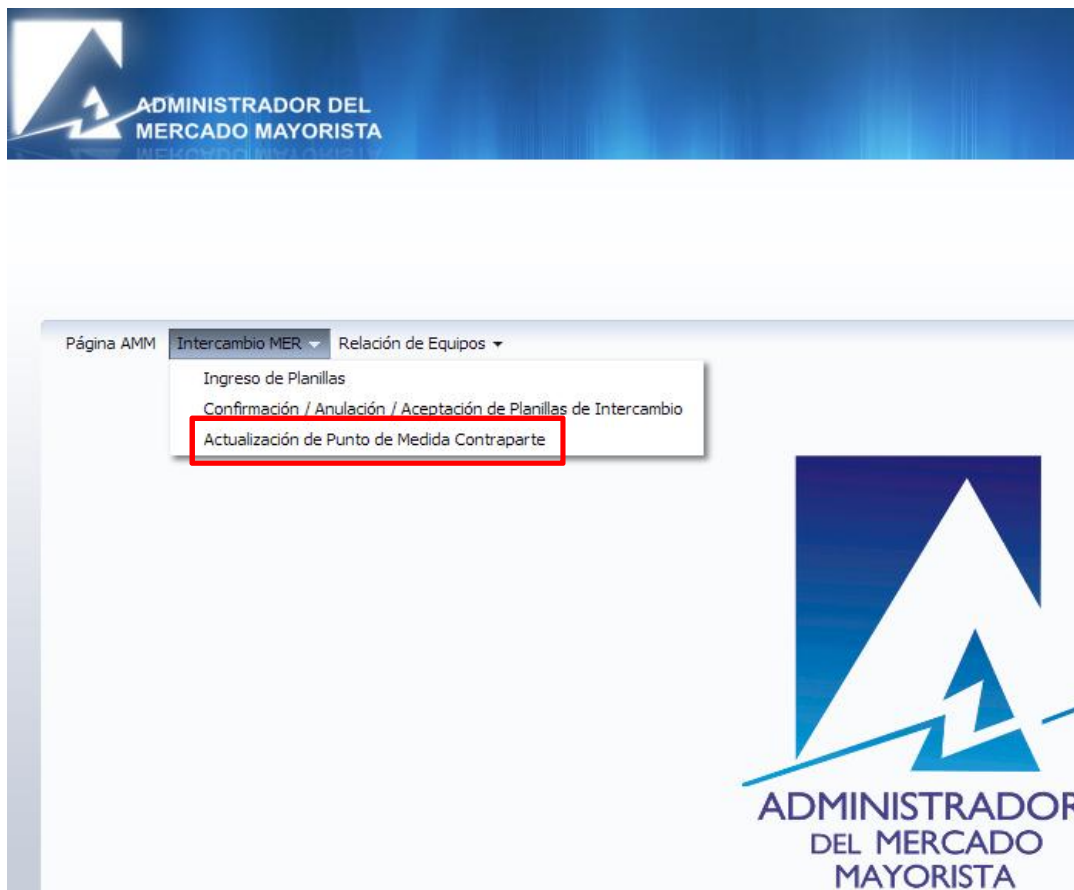 ADMINISTRADOR DEL
MERCADO MAYORISTA
Página AMM Intercambio MER Relación de Equipos
Ingreso de Planillas
Confirmación / Anulación / Aceptación de Planillas de Intercambio
Actualización de Punto de Medida Contraparte
ADMINISTRADOR
DEL MERCADO
MAYORISTA